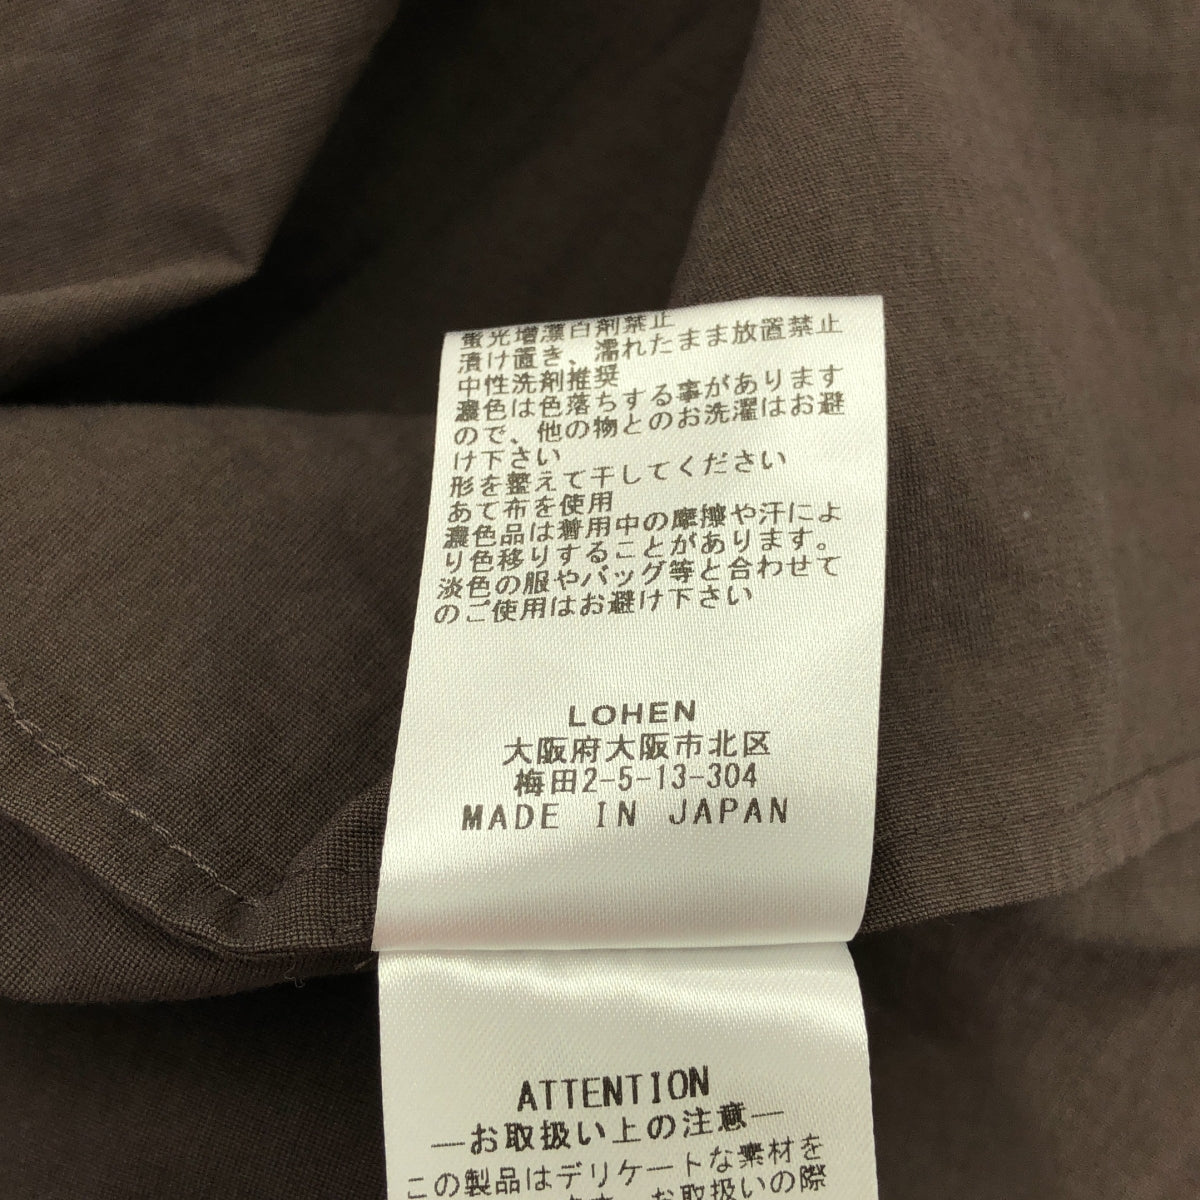 蛍光増漂白剤禁止
漬け置き、濡れたまま放置禁止
中性洗剤推奨
濃色は色落ちする事があります
ので、他の物とのお洗濯はお避
け下さい
形を整えて干してください
あて布を使用
濃色品は着用中の摩擦や汗によ
り色移りすることがあります。
淡色の服やバッグ等と合わせて
のご使用はお避け下さい
LOHEN
大阪府大阪市北区
梅田2-5-13-304
MADE IN JAPAN
ATTENTION
―お取扱い上の注意―
この製品はデリケートな素材を
お取扱いの際